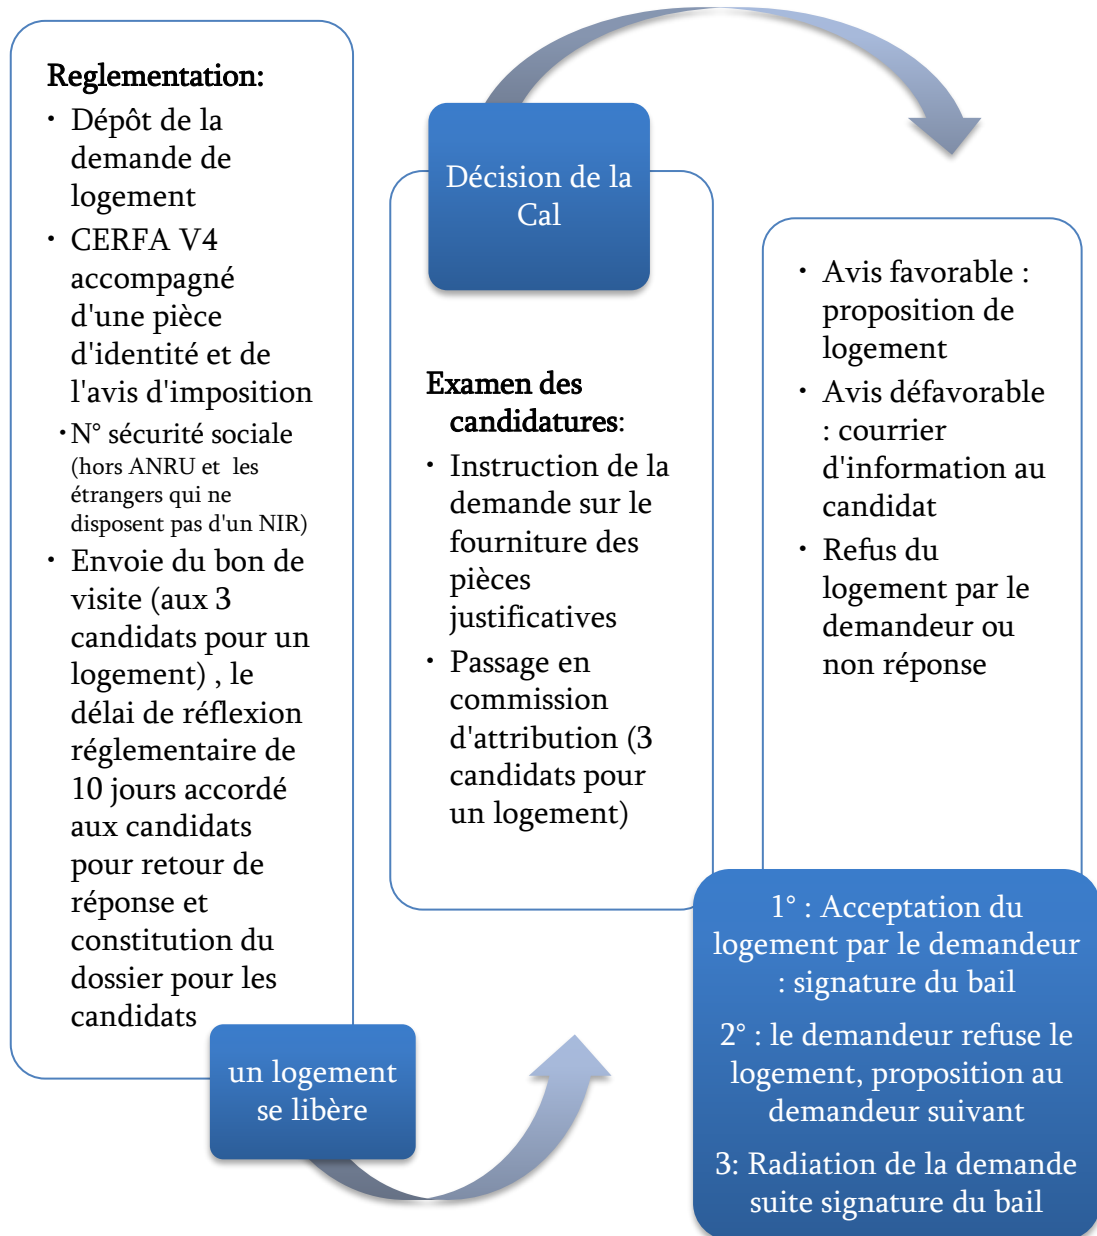 Reglementation:
• Dépôt de la
demande de
logement
• CERFA V4
accompagné
d'une pièce
d'identité et de
l'avis d'imposition
• N° sécurité sociale
(hors ANRU et les
étrangers qui ne
disposent pas d'un NIR)
• Envoie du bon de
visite (aux 3
candidats pour un
logement) , le
délai de réflexion
réglementaire de
10 jours accordé
aux candidats
pour retour de
réponse et
constitution du
dossier pour les
candidats
un logement
se libère
Décision de la
Cal
Examen des
candidatures:
• Instruction de la
demande sur le
fourniture des
pièces
justificatives
• Passage en
commission
d'attribution (3
candidats pour
un logement)
• Avis favorable :
proposition de
logement
• Avis défavorable
: courrier
d'information au
candidat
• Refus du
logement par le
demandeur ou
non réponse
1° : Acceptation du
logement par le demandeur
: signature du bail
2° : le demandeur refuse le
logement, proposition au
demandeur suivant
3: Radiation de la demande
suite signature du bail